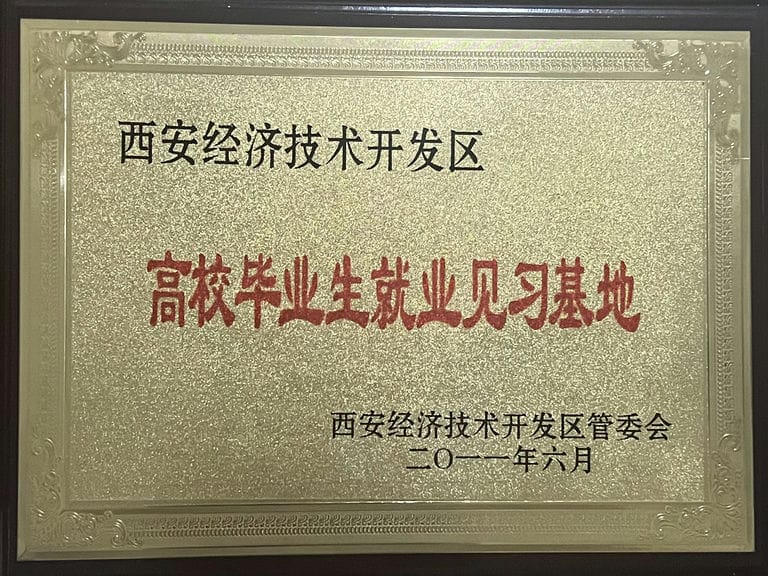 西安经济技术开发区
高校毕业生就业见习基地
西安经济技术开发区管委会
二〇一一年六月